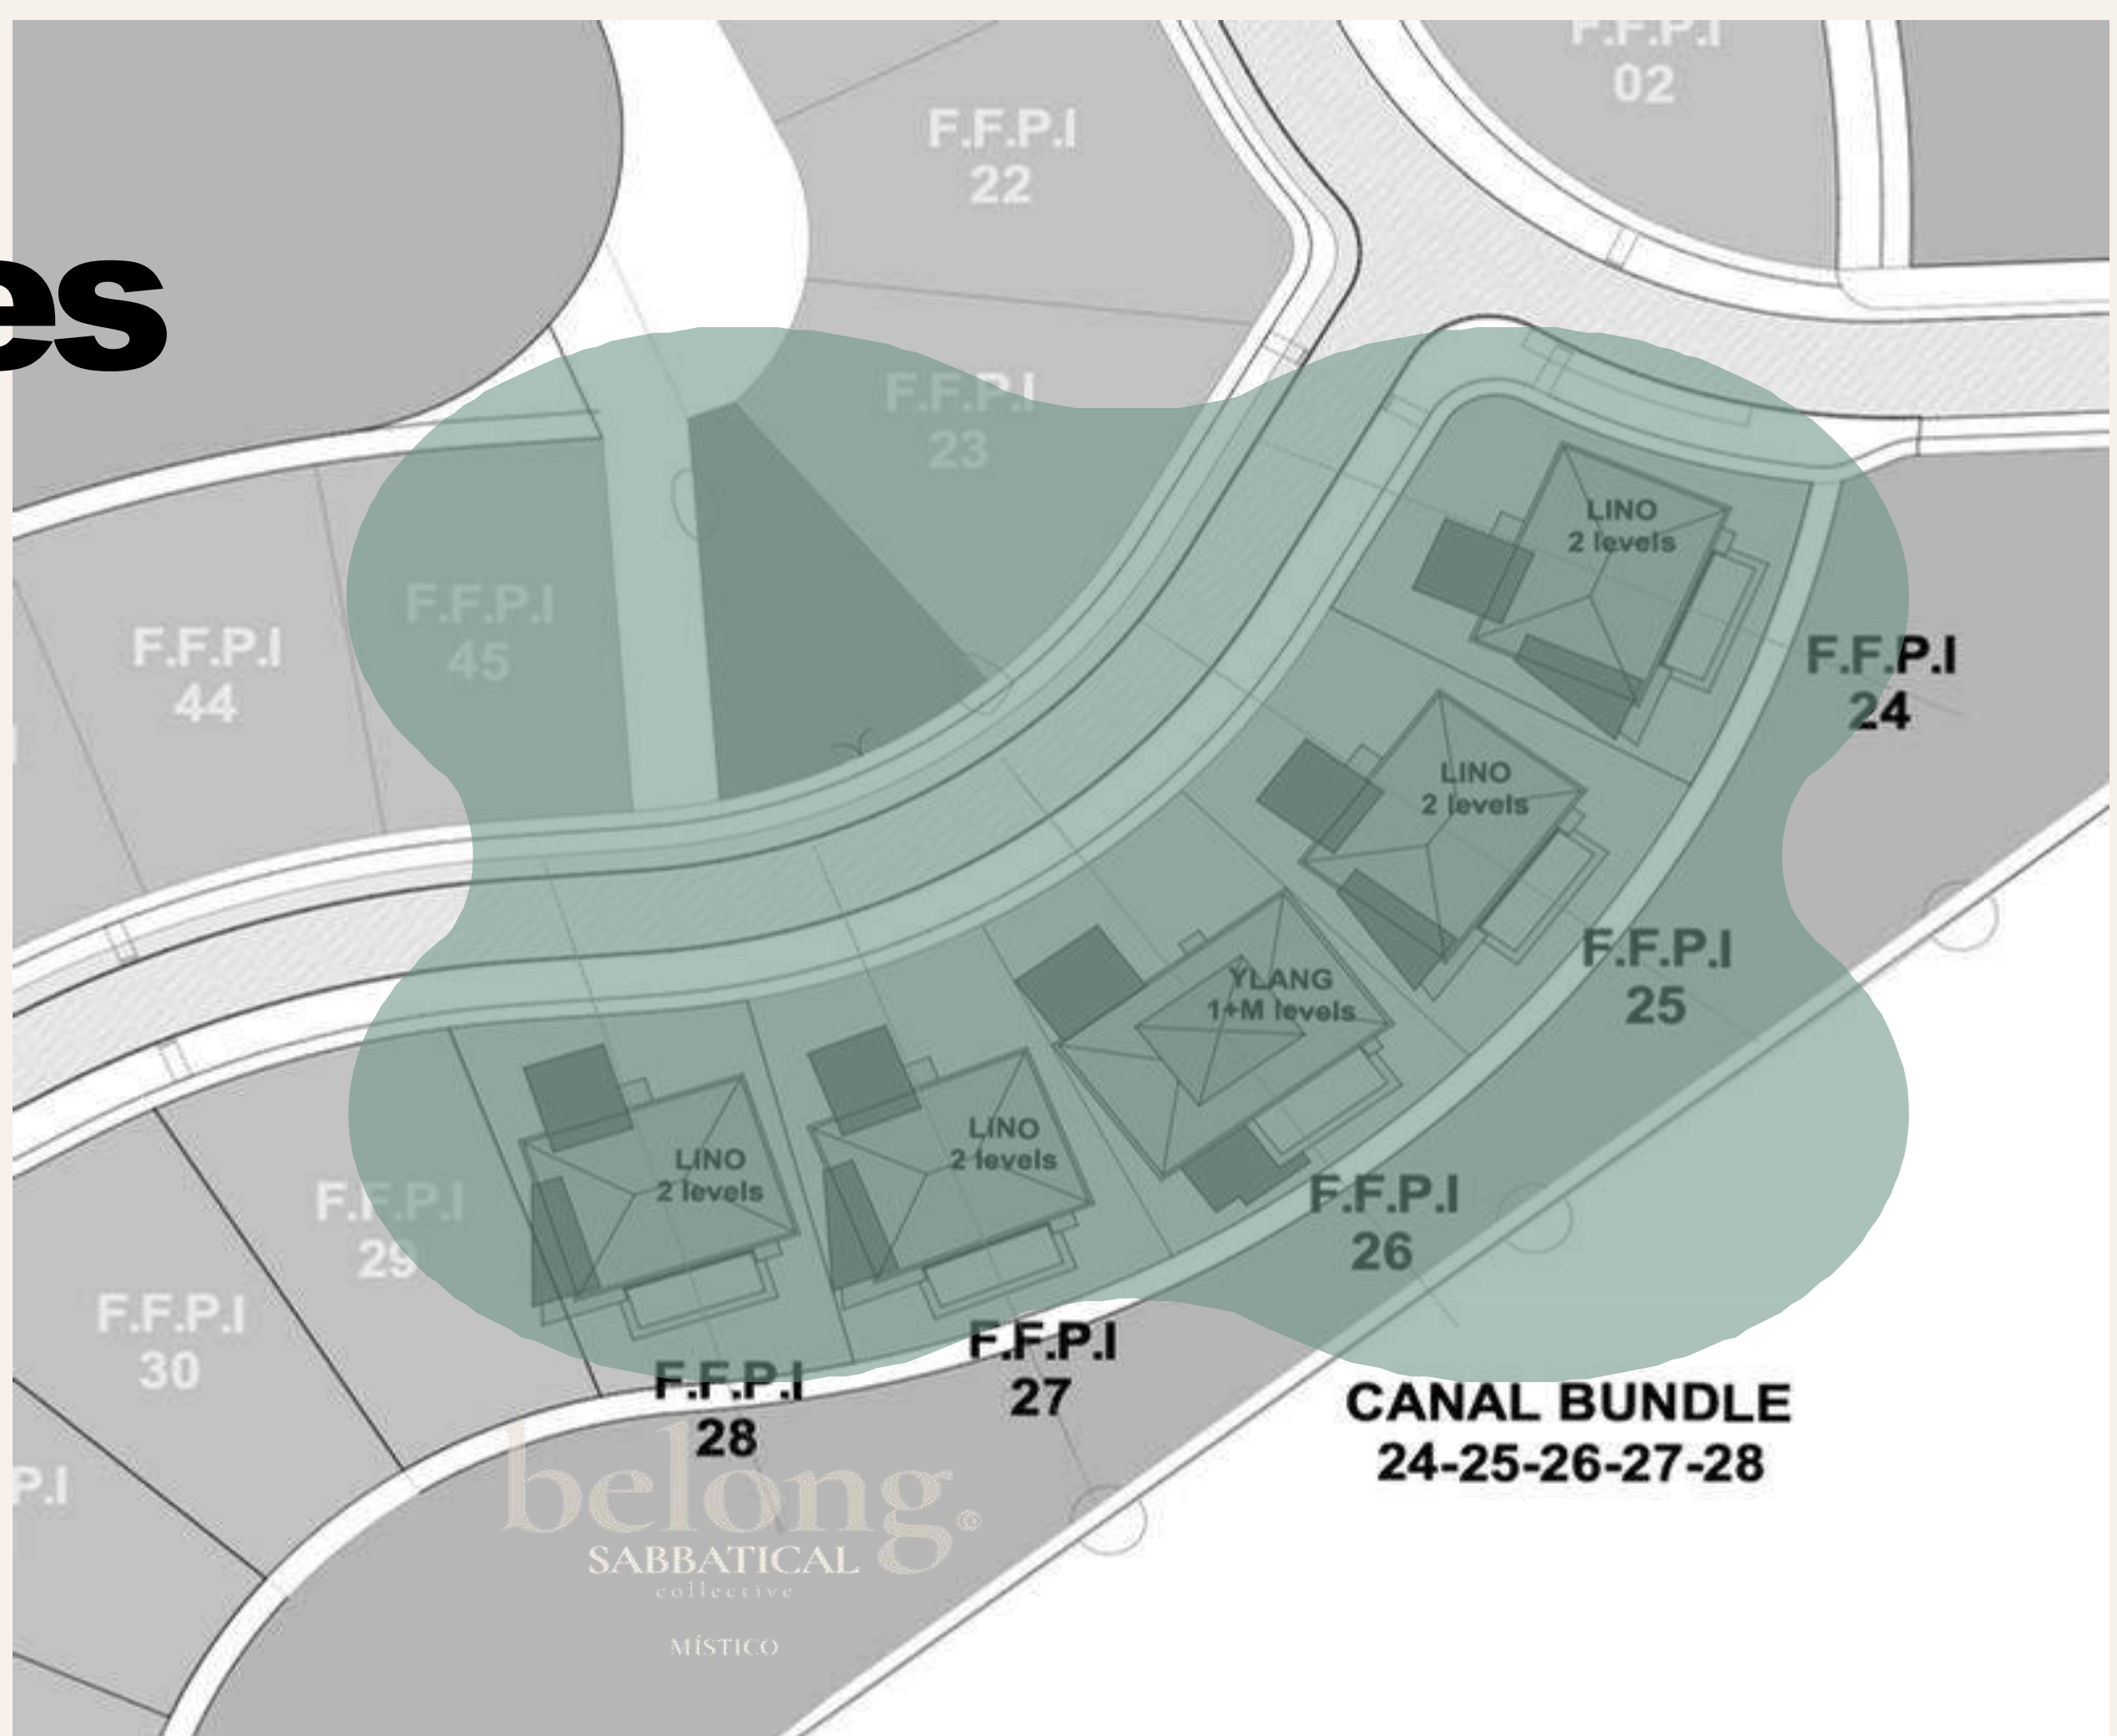 F.F.P.I
02
F.F.P.I
22
es
F.F.P.I
23
LINO
2 levels
F.F.P.I
45
F.F.P.I
44
F.F.P.I
24
LINO
2 levels
F.F.P.I
25
YLANG
1+M levels
LINO
2 levels
LINO
2 levels
F.F.P.I
26
F.F.P.I
29
F.F.P.I
30
F.F.P.I
27
F.F.P.I
28
CANAL BUNDLE
24-25-26-27-28
P.I
belong®
SABBATICAL
collective
MÍSTICO